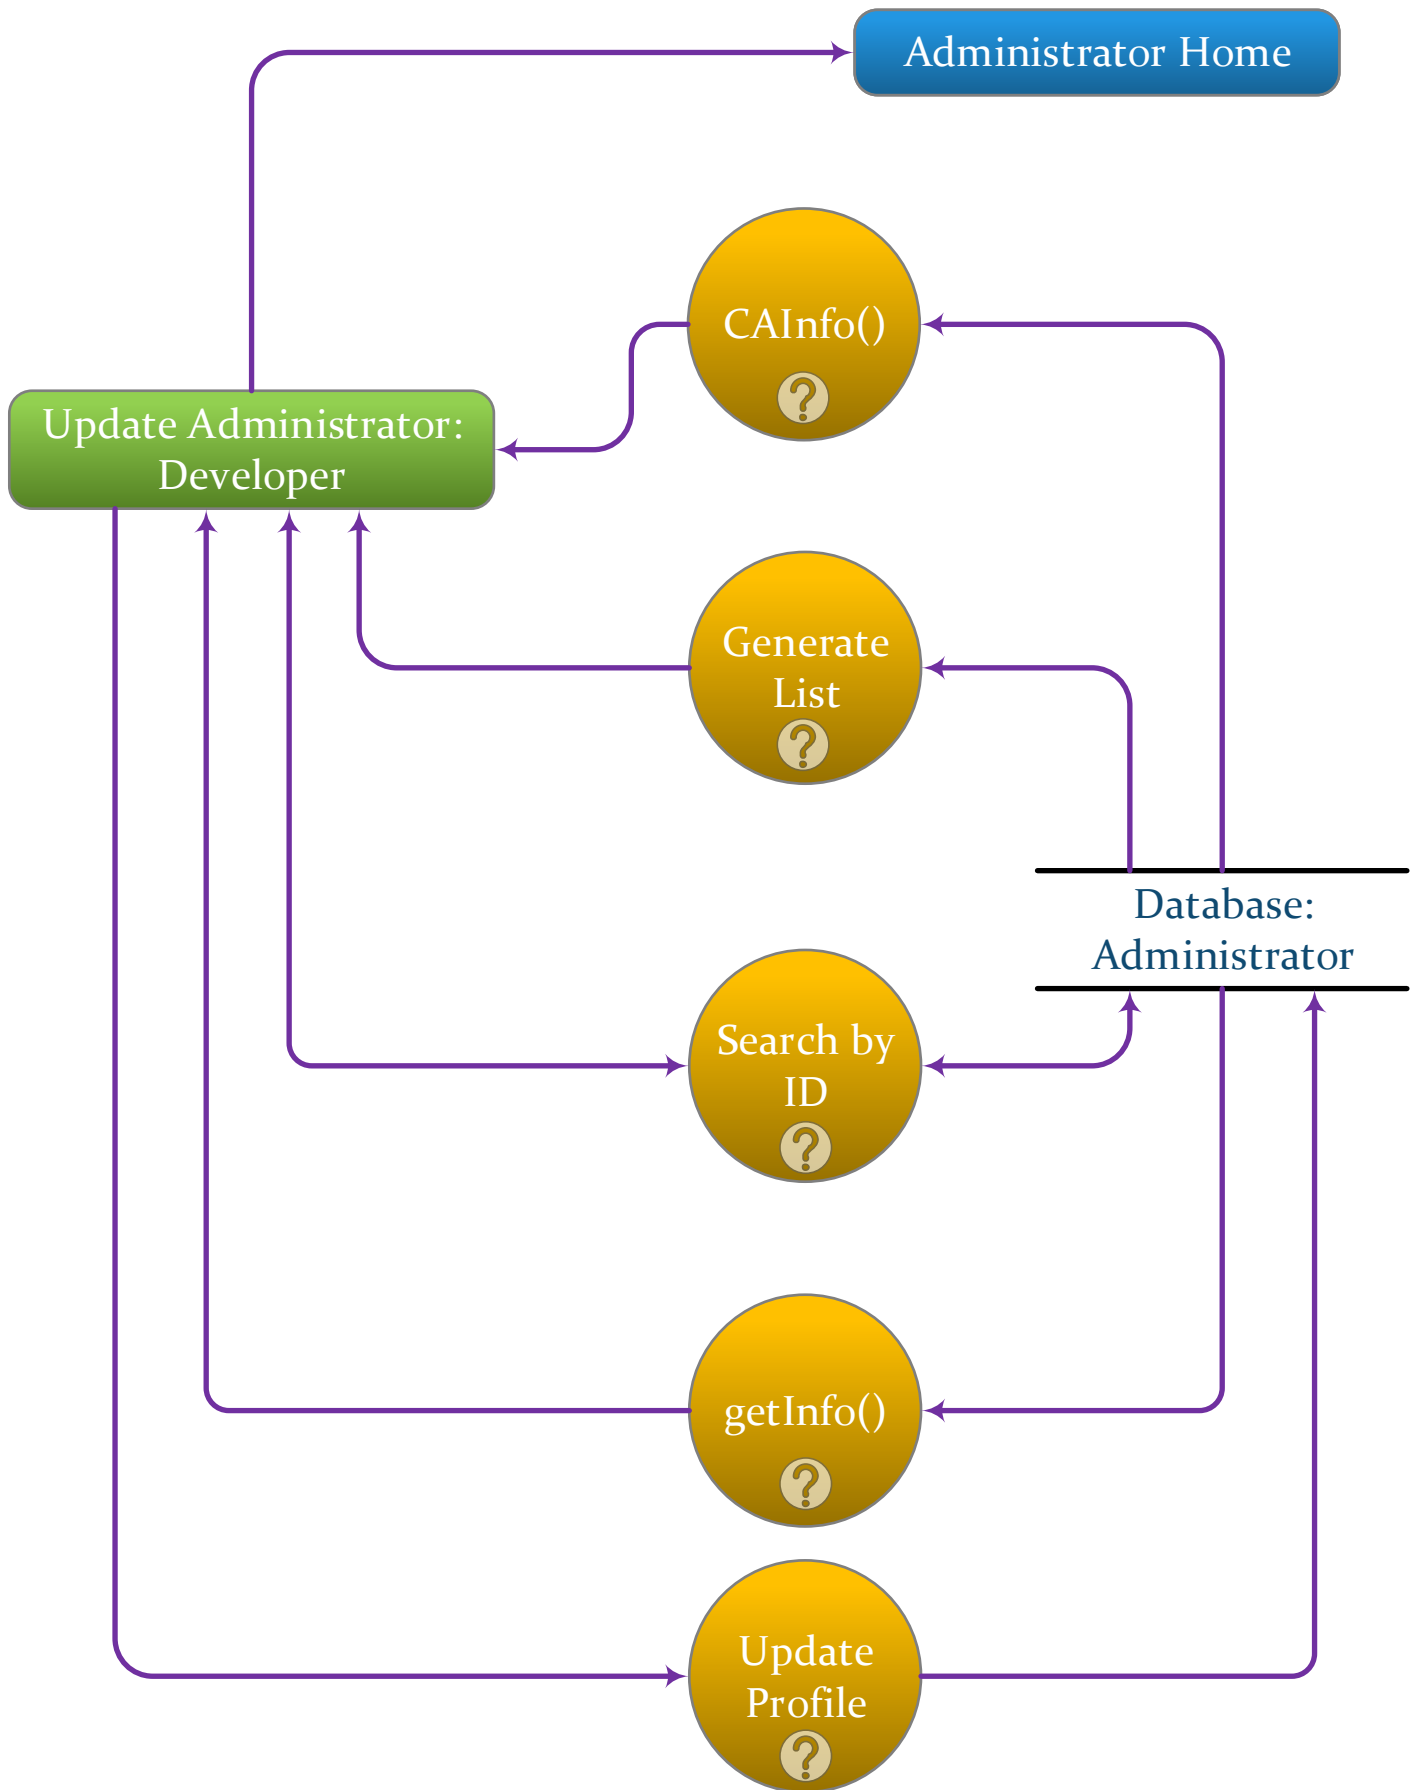 Administrator Home
CAInfo()
?
Update Administrator:
Developer
Generate
List
?
Database:
Administrator
Search by
ID
?
getInfo()
?
Update
Profile
?